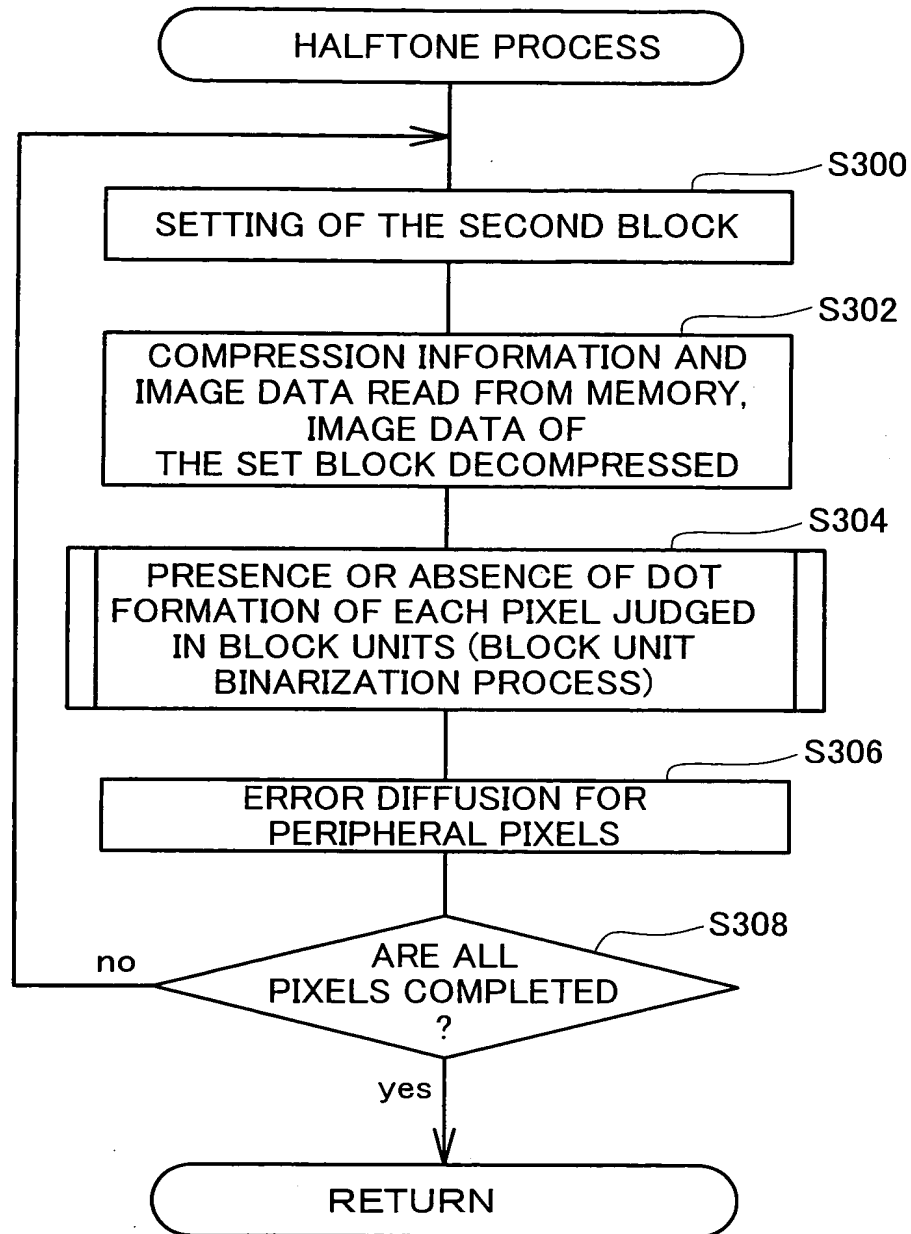 HALFTONE PROCESS
S300
SETTING OF THE SECOND BLOCK
S302
COMPRESSION INFORMATION AND
IMAGE DATA READ FROM MEMORY,
IMAGE DATA OF
THE SET BLOCK DECOMPRESSED
S304
PRESENCE OR ABSENCE OF DOT
FORMATION OF EACH PIXEL JUDGED
IN BLOCK UNITS (BLOCK UNIT
BINARIZATION PROCESS)
S306
ERROR DIFFUSION FOR
PERIPHERAL PIXELS
S308
no
ARE ALL
PIXELS COMPLETED
?
yes
RETURN